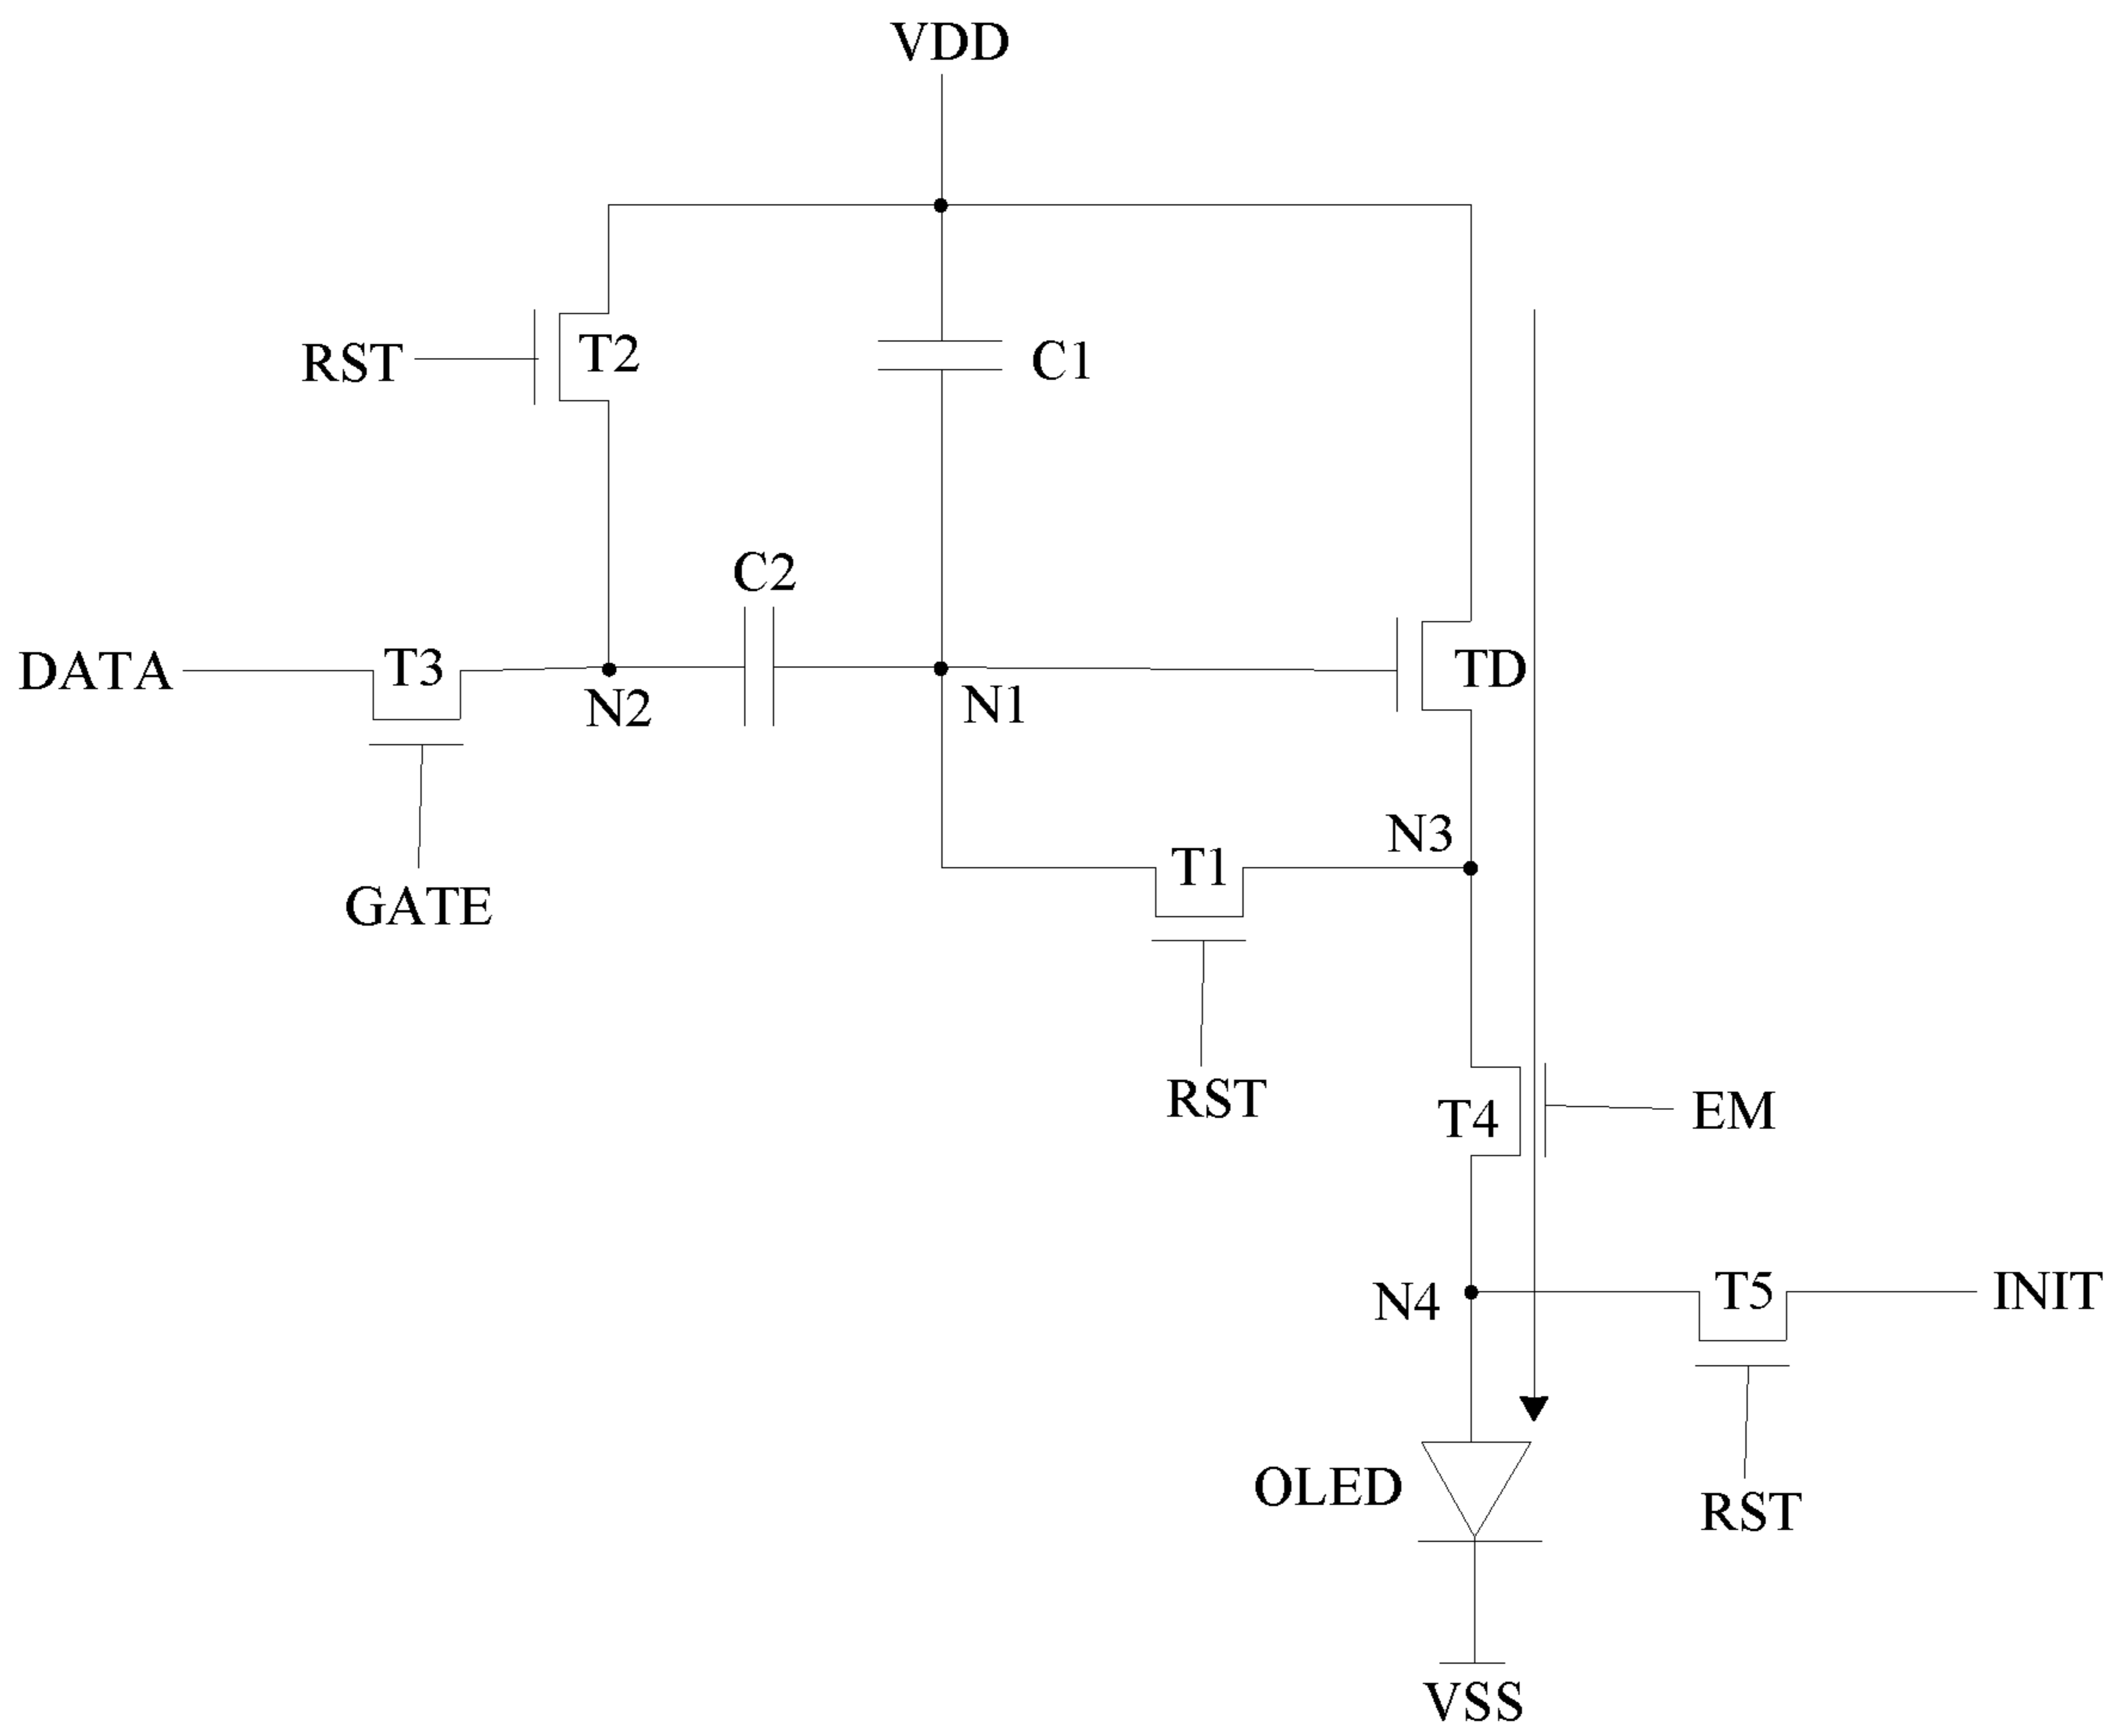 VDD
RST
T2
C1
C2
DATA
T3
N2
N1
TD
GATE
T1
N3
RST
T4
EM
N4
T5
INIT
OLED
RST
VSS